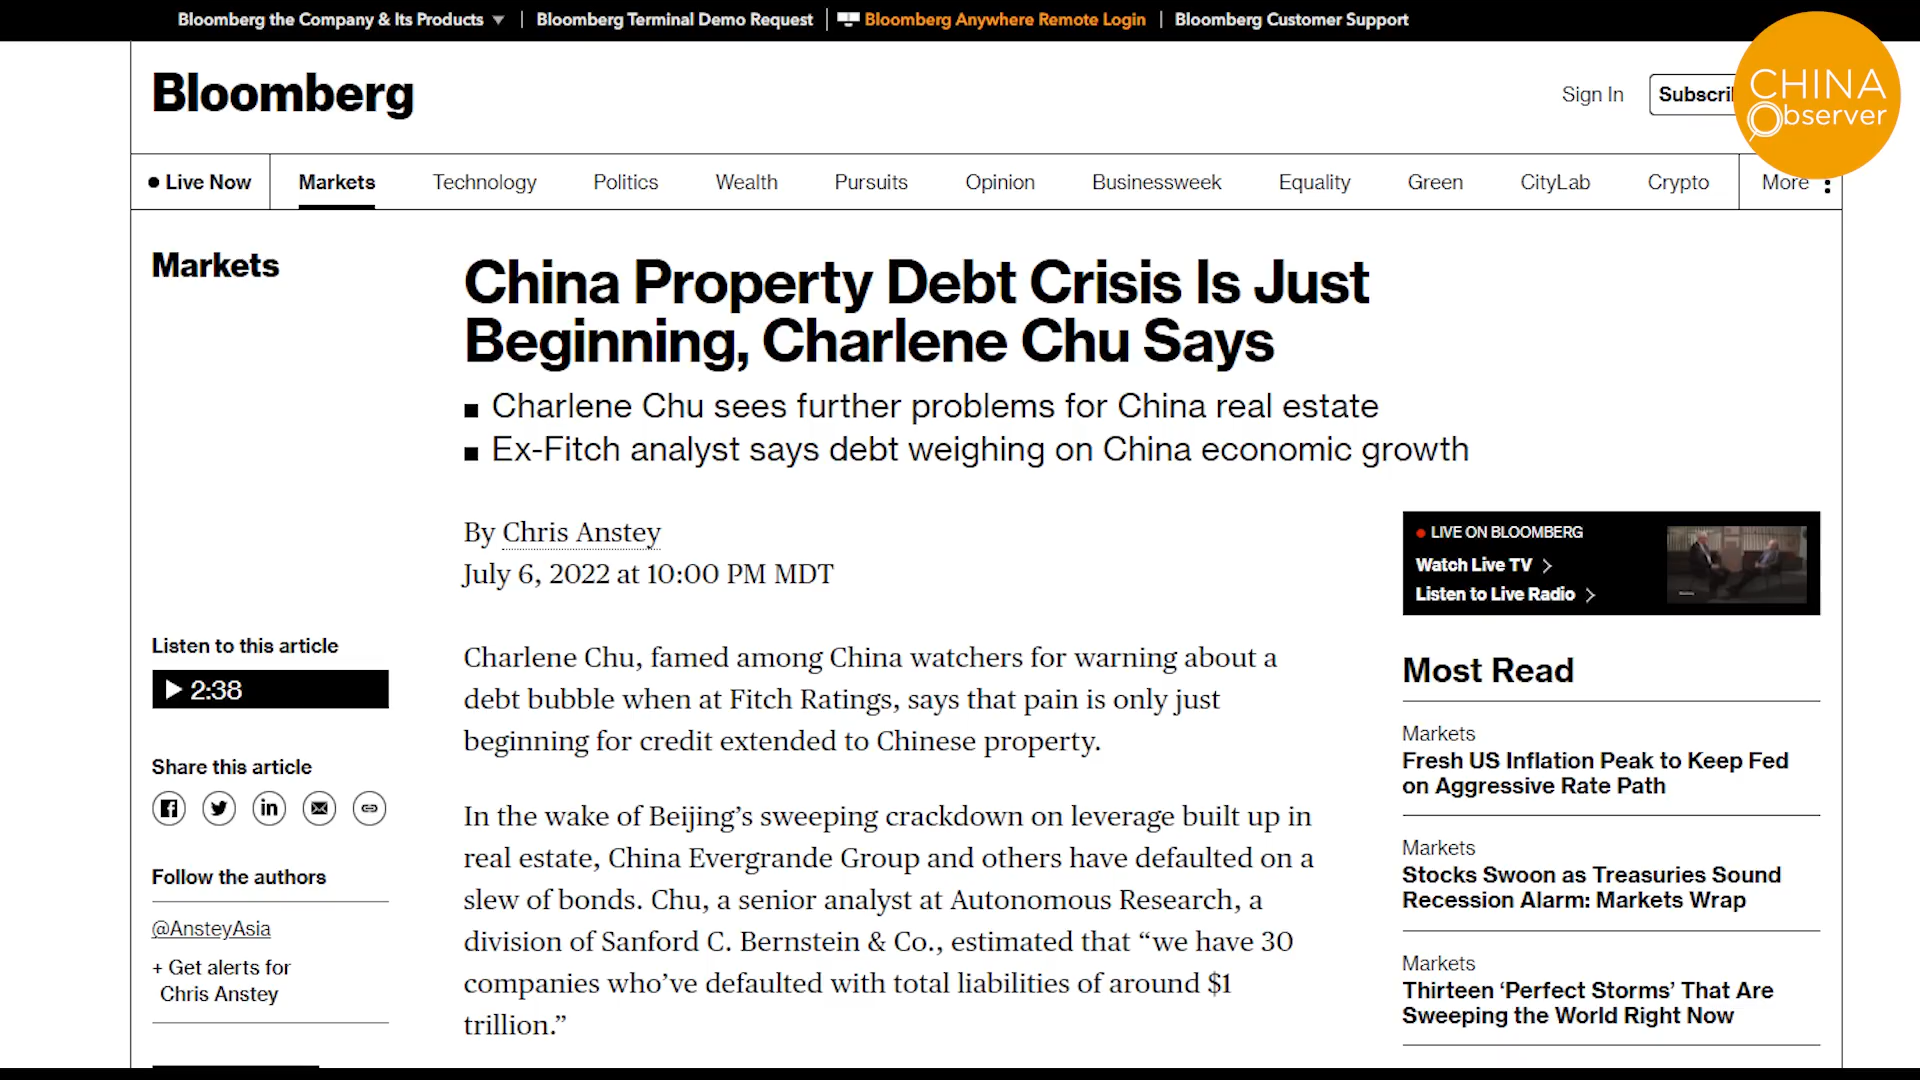 Bloomberg the Company & Its Products
Bloomberg Terminal Demo Request
Bloomberg Anywhere Remote Login
Bloomberg Customer Support
Bloomberg
Sign In
Subscri
CHINA
Observer
Live Now
Markets
Technology
Politics
Wealth
Pursuits
Opinion
Businessweek
Equality
Green
CityLab
Crypto
More
Markets
China Property Debt Crisis Is Just
Beginning, Charlene Chu Says
Charlene Chu sees further problems for China real estate
Ex-Fitch analyst says debt weighing on China economic growth
By Chris Anstey
July 6, 2022 at 10:00 PM MDT
Listen to this article
2:38
Share this article
Follow the authors
@AnsteyAsia
+ Get alerts for
Chris Anstey
Charlene Chu, famed among China watchers for warning about a
debt bubble when at Fitch Ratings, says that pain is only just
beginning for credit extended to Chinese property.
In the wake of Beijing’s sweeping crackdown on leverage built up in
real estate, China Evergrande Group and others have defaulted on a
slew of bonds. Chu, a senior analyst at Autonomous Research, a
division of Sanford C. Bernstein & Co., estimated that “we have 30
companies who’ve defaulted with total liabilities of around $1
trillion.”
LIVE ON BLOOMBERG
Watch Live TV
Listen to Live Radio
Most Read
Markets
Fresh US Inflation Peak to Keep Fed
on Aggressive Rate Path
Markets
Stocks Swoon as Treasuries Sound
Recession Alarm: Markets Wrap
Markets
Thirteen ‘Perfect Storms’ That Are
Sweeping the World Right Now